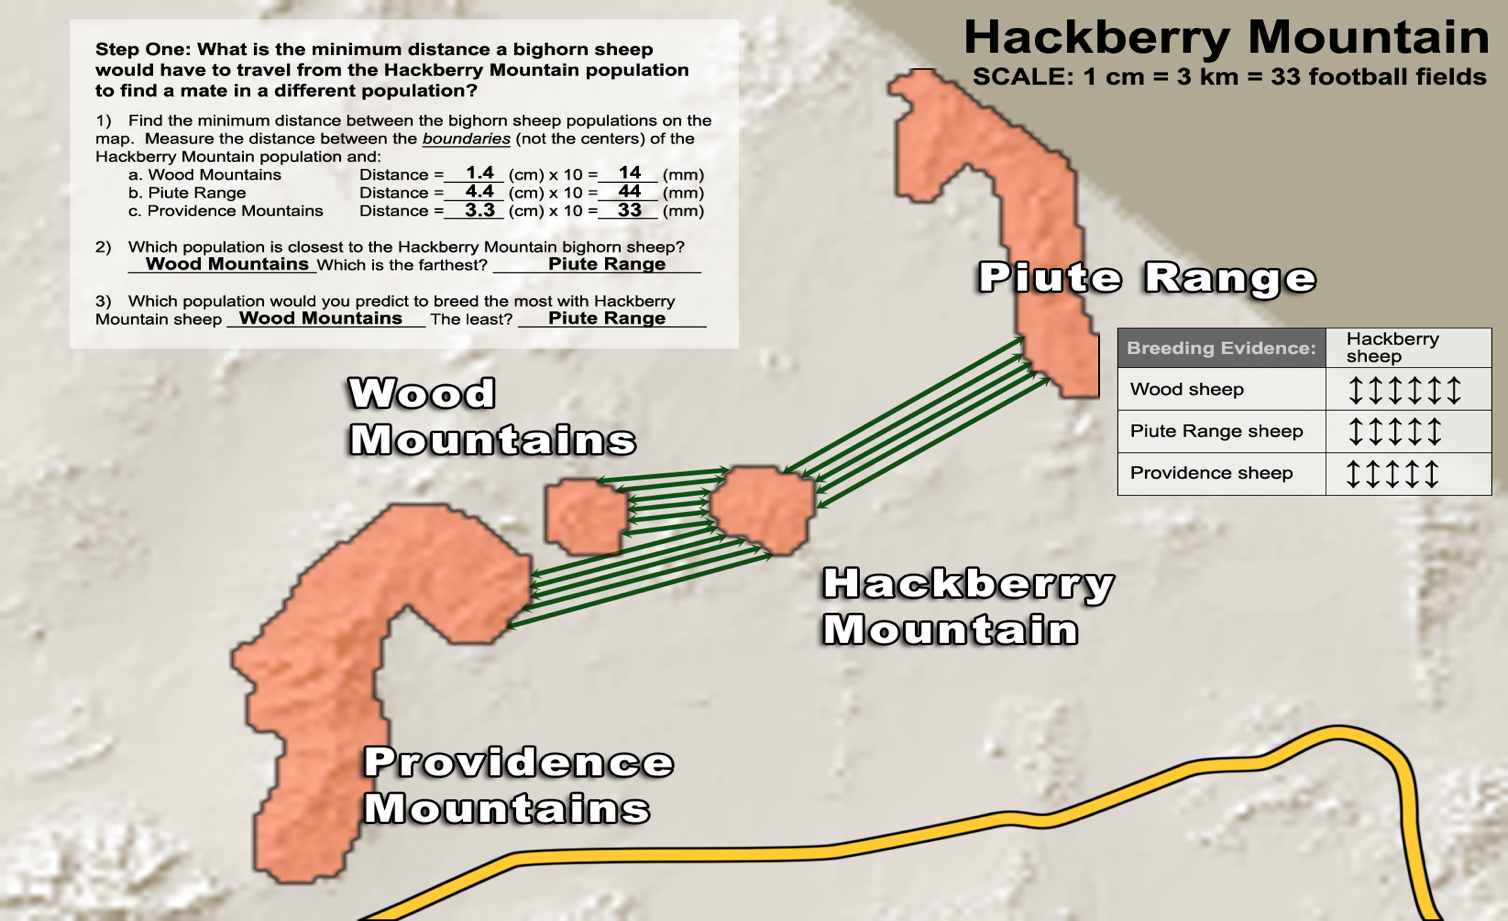 Hackberry Mountain
SCALE: 1 cm = 3 km = 33 football fields
Step One: What is the minimum distance a bighorn sheep
would have to travel from the Hackberry Mountain population
to find a mate in a different population?
1) Find the minimum distance between the bighorn sheep populations on the
map. Measure the distance between the boundaries (not the centers) of the
Hackberry Mountain population and:
a. Wood Mountains Distance = 1.4 (cm) x 10 = 14 (mm)
b. Piute Range Distance = 4.4 (cm) x 10 = 44 (mm)
c. Providence Mountains Distance = 3.3 (cm) x 10 = 33 (mm)
2) Which population is closest to the Hackberry Mountain bighorn sheep?
Wood Mountains Which is the farthest? Piute Range
3) Which population would you predict to breed the most with Hackberry
Mountain sheep Wood Mountains The least? Piute Range
Piute Range
Breeding Evidence: Hackberry
sheep
Wood sheep ↕↕↕↕↕↕
Piute Range sheep ↕↕↕↕↕
Providence sheep ↕↕↕↕↕
Wood
Mountains
Hackberry
Mountain
Providence
Mountains